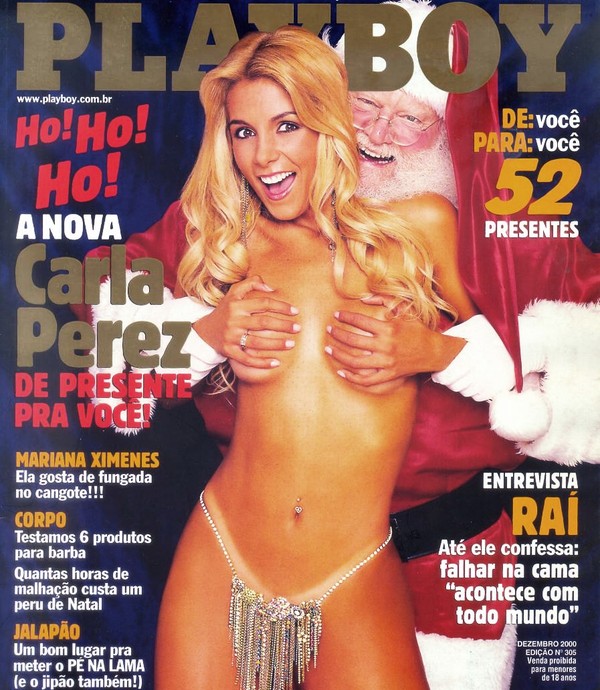 PLAYBOY
www.playboy.com.br
Ho! Ho!
Ho!
A NOVA
Carla
Perez
DE PRESENTE
PRA VOCÊ!
MARIANA XIMENES
Ela gosta de fungada
no cangote!!!
CORPO
Testamos 6 produtos
para barba
Quantas horas de
malhação custa um
peru de Natal
JALAPÃO
Um bom lugar pra
meter o PÉ NA LAMA
(e o jipão também!)
DE: você
PARA: você
52
PRESENTES
ENTREVISTA
RAÍ
Até ele confessa:
falhar na cama
“acontece com
todo mundo”
DEZEMBRO 2000
EDIÇÃO Nº 305
Venda proibida
para menores
de 18 anos